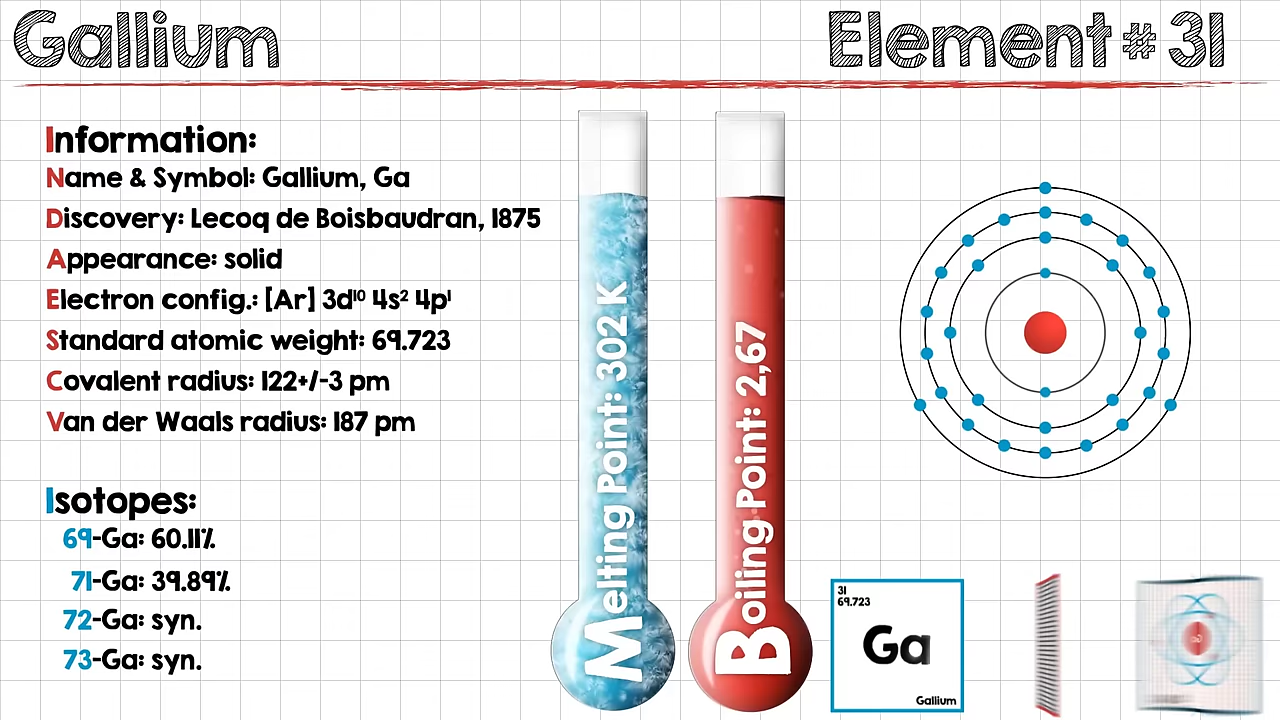 Gallium
Element # 31
Information:
Name & Symbol: Gallium, Ga
Discovery: Lecoq de Boisbaudran, 1875
Appearance: solid
Electron config.: [Ar] 3d¹⁰ 4s² 4p¹
Standard atomic weight: 69.723
Covalent radius: 122+/-3 pm
Van der Waals radius: 187 pm
Isotopes:
69-Ga: 60.11%
71-Ga: 39.89%
72-Ga: syn.
73-Ga: syn.
Melting Point: 302 K
Boiling Point: 2,67
31
69.723
Ga
Gallium